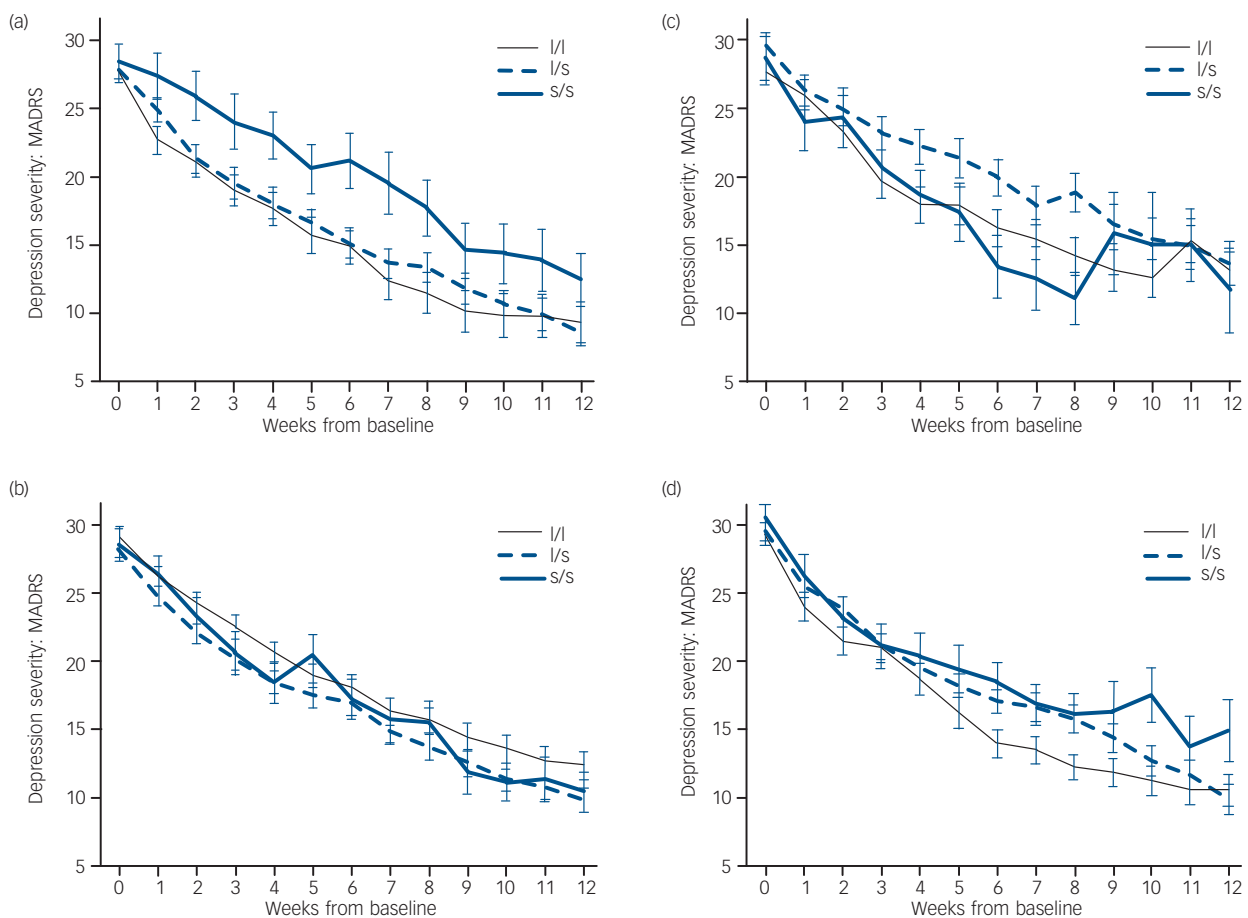 (a)
Depression severity: MADRS
30
25
20
15
10
5
l/l
l/s
s/s
0 1 2 3 4 5 6 7 8 9 10 11 12
Weeks from baseline
(c)
Depression severity: MADRS
30
25
20
15
10
5
l/l
l/s
s/s
0 1 2 3 4 5 6 7 8 9 10 11 12
Weeks from baseline
(b)
Depression severity: MADRS
30
25
20
15
10
5
l/l
l/s
s/s
0 1 2 3 4 5 6 7 8 9 10 11 12
Weeks from baseline
(d)
Depression severity: MADRS
30
25
20
15
10
5
l/l
l/s
s/s
0 1 2 3 4 5 6 7 8 9 10 11 12
Weeks from baseline